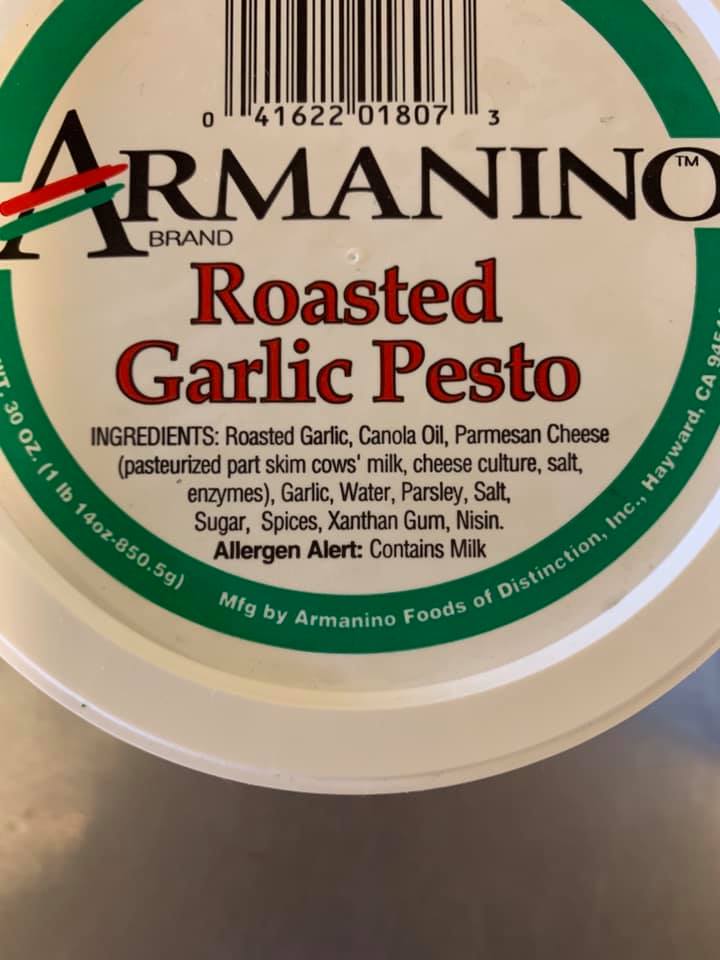 0 41622 01807 3
ARMANINO™
BRAND
Roasted
Garlic Pesto
INGREDIENTS: Roasted Garlic, Canola Oil, Parmesan Cheese
(pasteurized part skim cows' milk, cheese culture, salt,
enzymes), Garlic, Water, Parsley, Salt,
Sugar, Spices, Xanthan Gum, Nisin.
Allergen Alert: Contains Milk
WT. 30 OZ. (1 lb 14oz-850.5g)
Mfg by Armanino Foods of Distinction, Inc., Hayward, CA